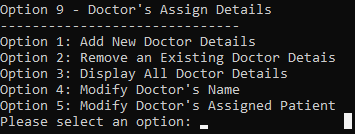 Option 9 - Doctor's Assign Details
------------------------------
Option 1: Add New Doctor Details
Option 2: Remove an Existing Doctor Detais
Option 3: Display All Doctor Details
Option 4: Modify Doctor's Name
Option 5: Modify Doctor's Assigned Patient
Please select an option: _